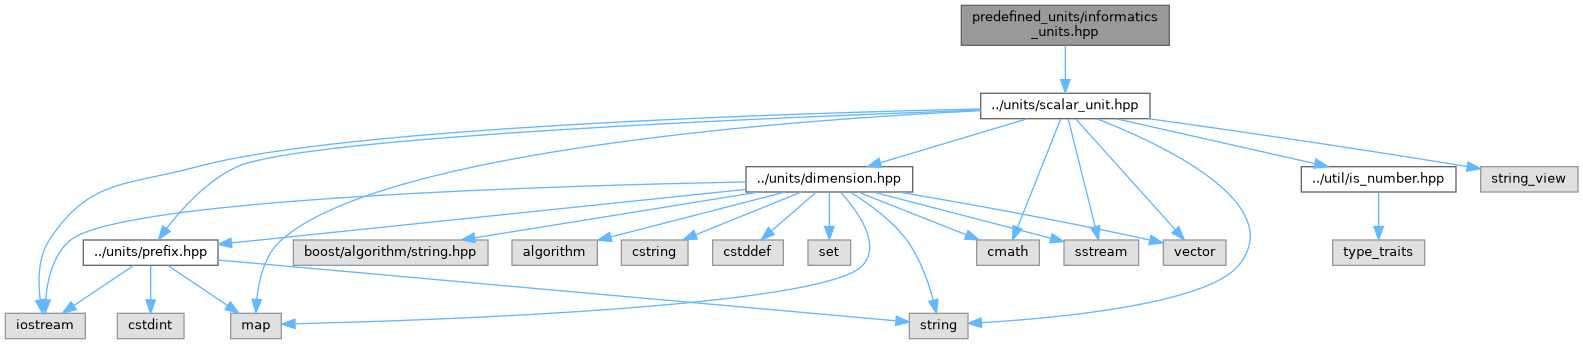 predefined_units/informatics
_units.hpp
../units/scalar_unit.hpp
../units/dimension.hpp
../util/is_number.hpp
string_view
../units/prefix.hpp
boost/algorithm/string.hpp
algorithm
cstring
cstddef
set
cmath
sstream
vector
type_traits
iostream
cstdint
map
string